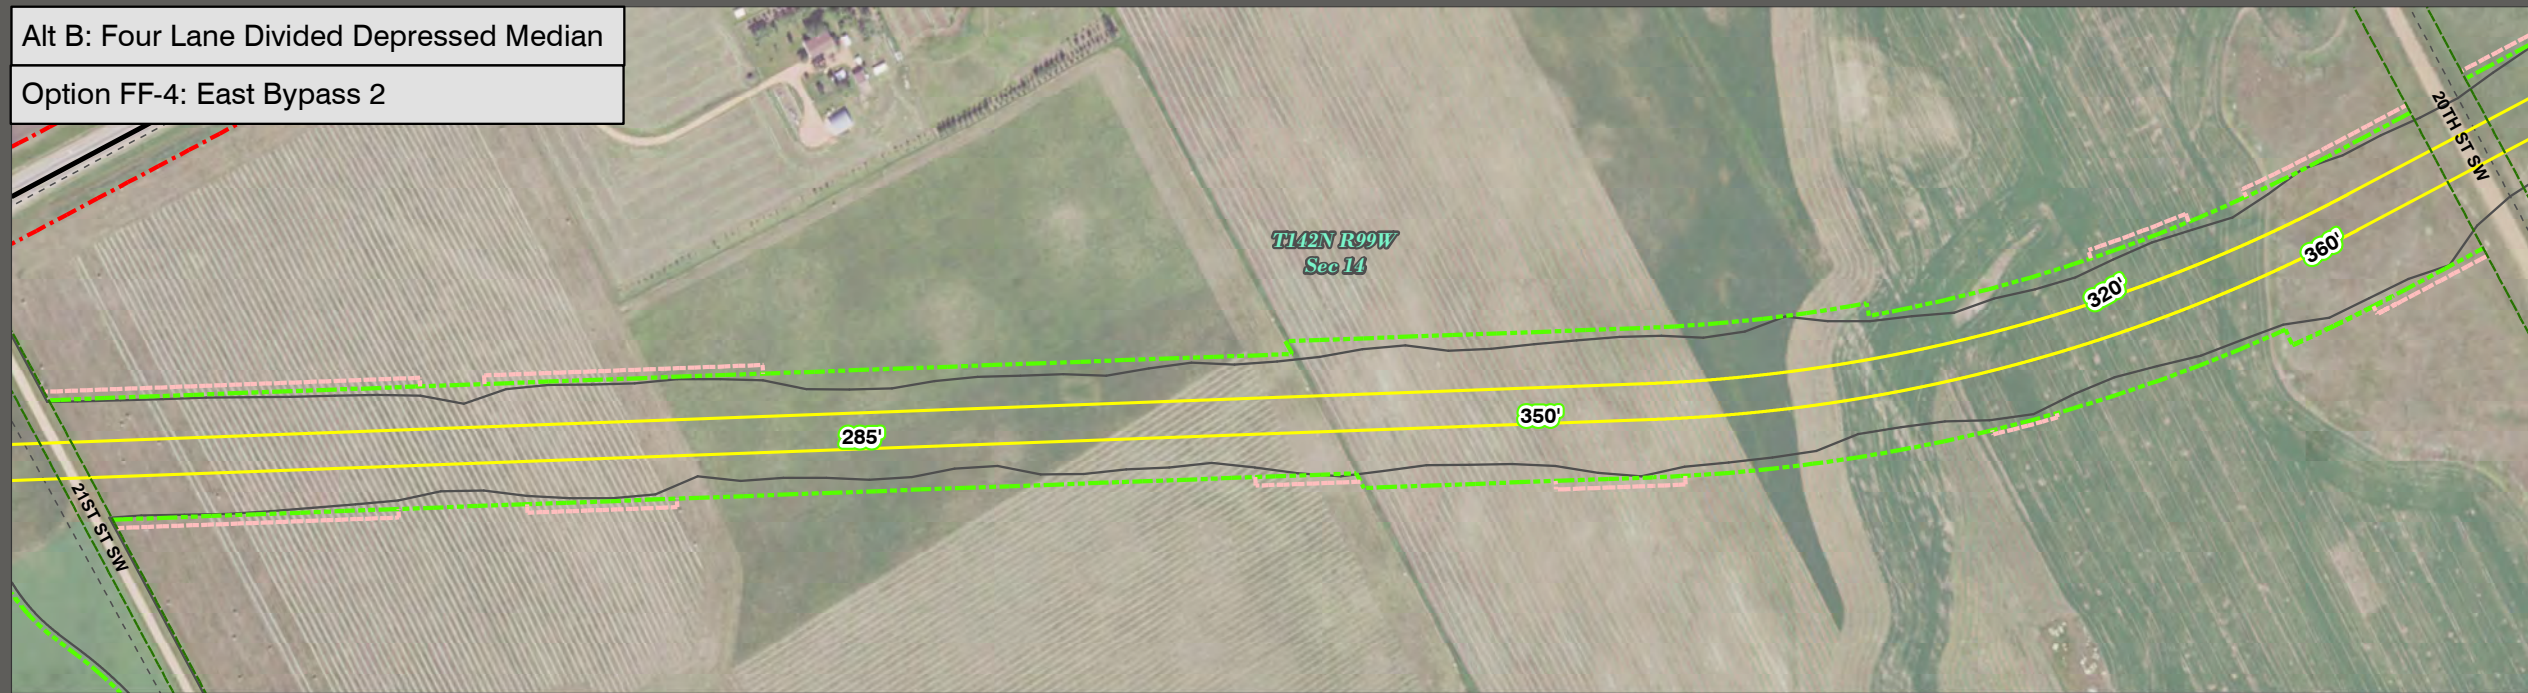 Alt B: Four Lane Divided Depressed Median
Option FF-4: East Bypass 2
20TH ST SW
T142N R99W
Sec 14
360'
320'
350'
285'
21ST ST SW